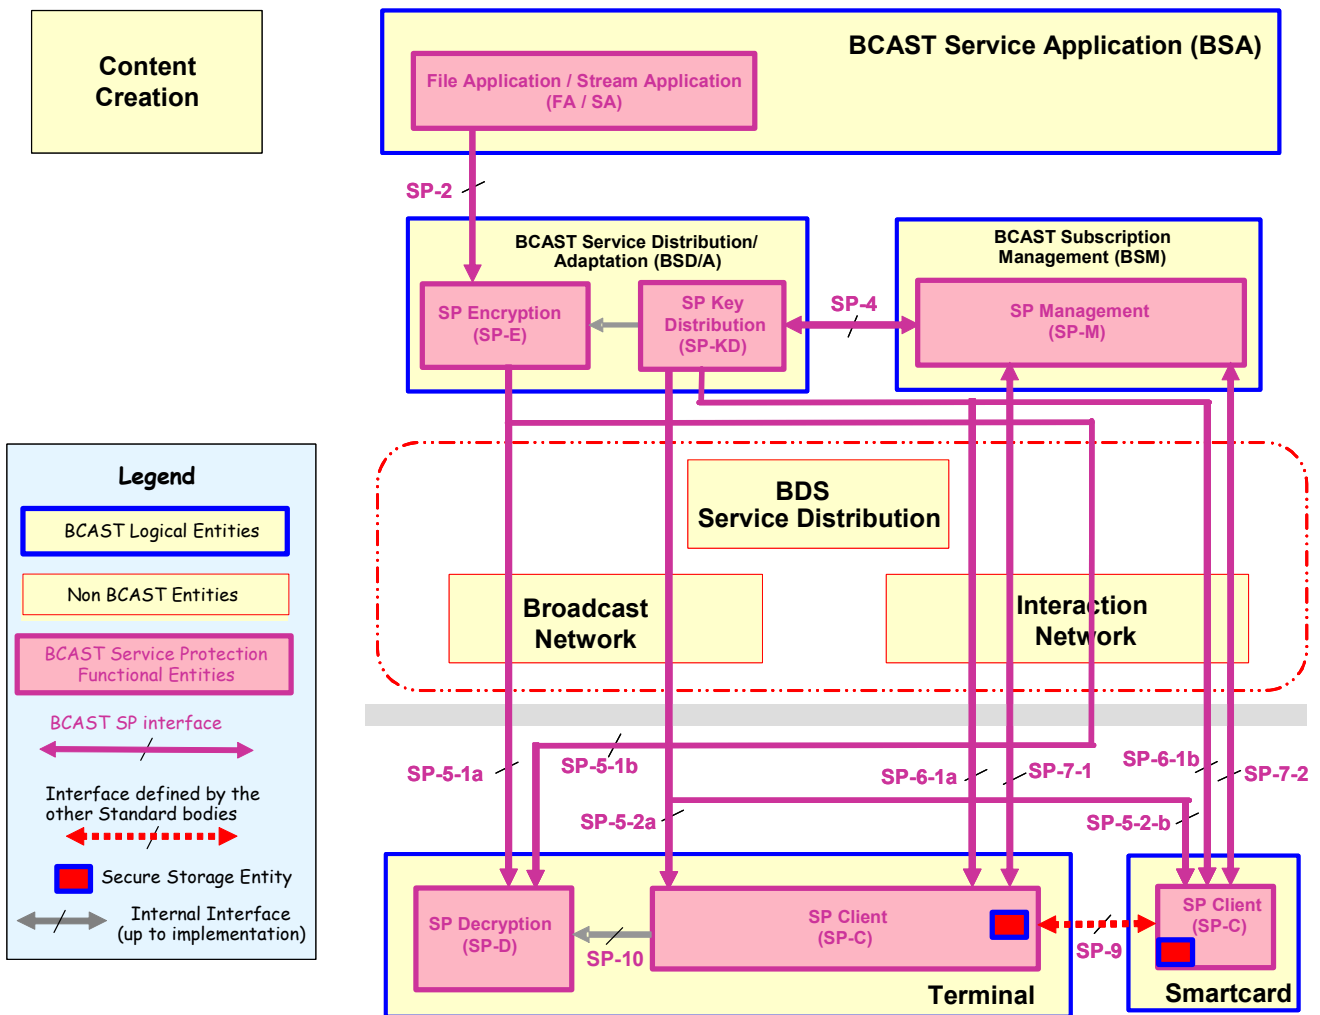 Content
Creation
BCAST Service Application (BSA)
File Application / Stream Application
(FA / SA)
SP-2
BCAST Service Distribution/
Adaptation (BSD/A)
BCAST Subscription
Management (BSM)
SP Encryption
(SP-E)
SP Key
Distribution
(SP-KD)
SP-4
SP Management
(SP-M)
BDS
Service Distribution
Broadcast
Network
Interaction
Network
Legend
BCAST Logical Entities
Non BCAST Entities
BCAST Service Protection
Functional Entities
BCAST SP interface
Interface defined by the
other Standard bodies
Secure Storage Entity
Internal Interface
(up to implementation)
SP-5-1a
SP-5-1b
SP-6-1a
SP-7-1
SP-6-1b
SP-7-2
SP-5-2a
SP-5-2-b
SP Decryption
(SP-D)
SP-10
SP Client
(SP-C)
SP-9
SP Client
(SP-C)
Terminal
Smartcard